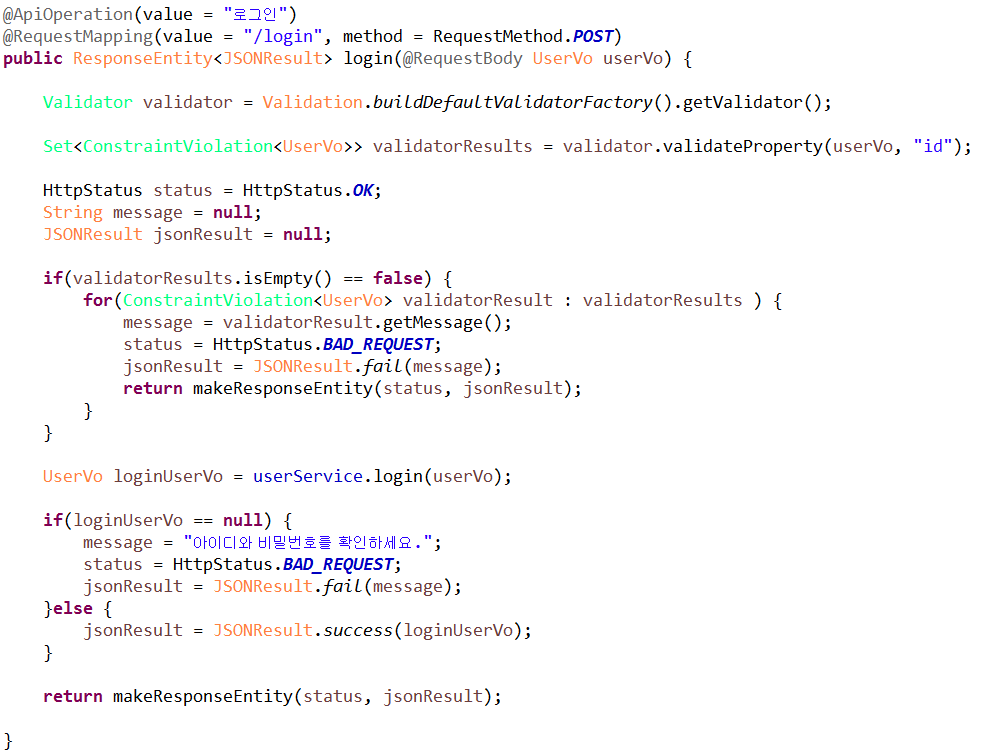 @ApiOperation(value = "로그인")
@RequestMapping(value = "/login", method = RequestMethod.POST)
public ResponseEntity<JSONResult> login(@RequestBody UserVo userVo) {
Validator validator = Validation.buildDefaultValidatorFactory().getValidator();
Set<ConstraintViolation<UserVo>> validatorResults = validator.validateProperty(userVo, "id");
HttpStatus status = HttpStatus.OK;
String message = null;
JSONResult jsonResult = null;
if(validatorResults.isEmpty() == false) {
for(ConstraintViolation<UserVo> validatorResult : validatorResults ) {
message = validatorResult.getMessage();
status = HttpStatus.BAD_REQUEST;
jsonResult = JSONResult.fail(message);
return makeResponseEntity(status, jsonResult);
}
}
UserVo loginUserVo = userService.login(userVo);
if(loginUserVo == null) {
message = "아이디와 비밀번호를 확인하세요.";
status = HttpStatus.BAD_REQUEST;
jsonResult = JSONResult.fail(message);
}else {
jsonResult = JSONResult.success(loginUserVo);
}
return makeResponseEntity(status, jsonResult);
}